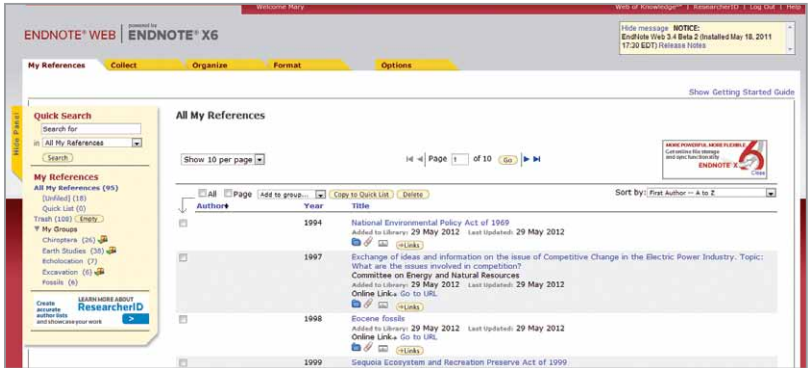 Welcome Mary
Web of Knowledge℠ | ResearcherID | Log Out | Help
ENDNOTE® WEB | powered by ENDNOTE® X6
Hide message NOTICE:
EndNote Web 3.4 Beta 2 (Installed May 18, 2011
17:30 EDT) Release Notes
My References Collect Organize Format Options
Show Getting Started Guide
Hide Panel
Quick Search
Search for
in All My References
Search
My References
All My References (95)
[Unfiled] (18)
Quick List (0)
Trash (108) Empty
▼ My Groups
Chiroptera (26)
Earth Studies (38)
Echolocation (7)
Excavation (6)
Fossils (6)
Create accurate author lists and showcase your work
LEARN MORE ABOUT
ResearcherID
>
All My References
Show 10 per page
Page 1 of 10 Go
MORE POWERFUL. MORE FLEXIBLE.
Get online file storage
and sync functionality
ENDNOTE X6
Close
All Page Add to group... Copy to Quick List Delete
Sort by: First Author -- A to Z
Author Year Title
1994 National Environmental Policy Act of 1969
Added to Library: 29 May 2012 Last Updated: 29 May 2012
→Links
1997 Exchange of ideas and information on the issue of Competitive Change in the Electric Power Industry. Topic:
What are the issues involved in competition?
Committee on Energy and Natural Resources
Added to Library: 29 May 2012 Last Updated: 29 May 2012
Online Link→ Go to URL
→Links
1998 Eocene fossils
Added to Library: 29 May 2012 Last Updated: 29 May 2012
Online Link→ Go to URL
→Links
1999 Sequoia Ecosystem and Recreation Preserve Act of 1999